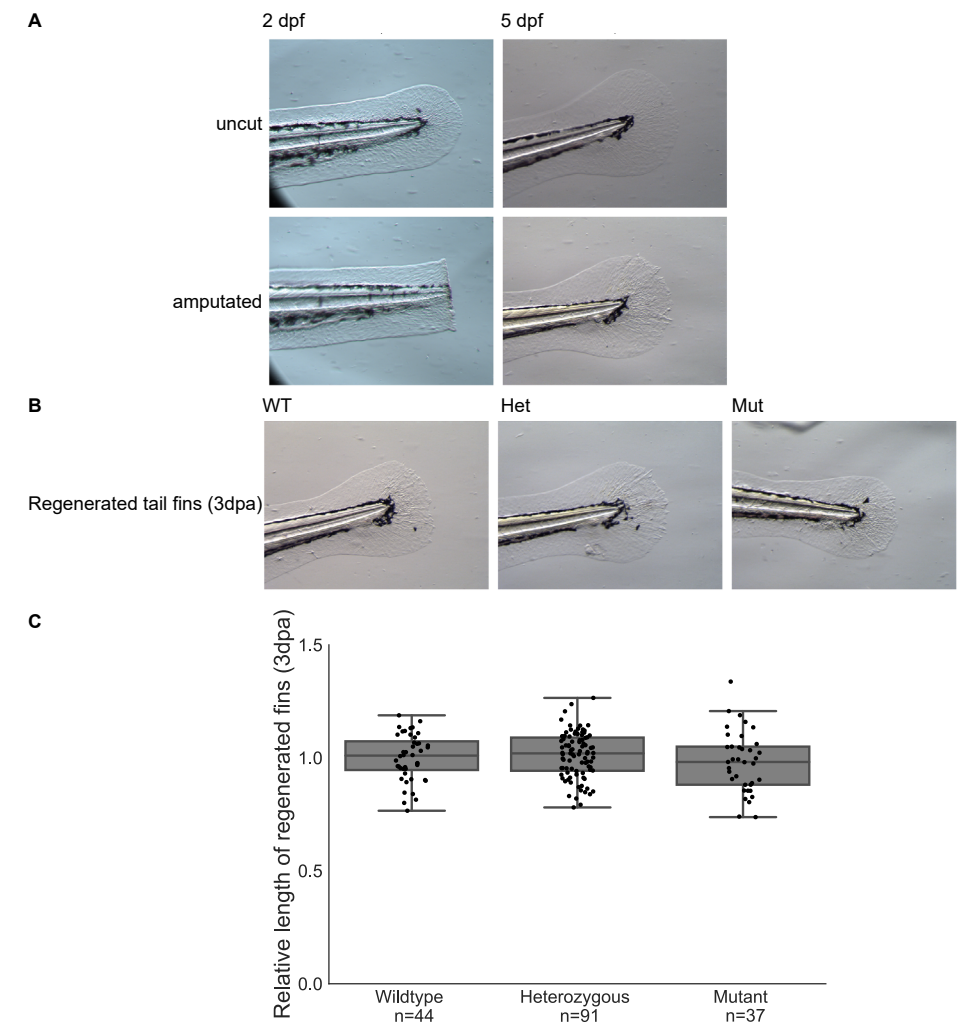 A
2 dpf
5 dpf
uncut
amputated
B
WT
Het
Mut
Regenerated tail fins (3dpa)
C
Relative length of regenerated fins (3dpa)
1.5
1.0
0.5
0.0
Wildtype
n=44
Heterozygous
n=91
Mutant
n=37